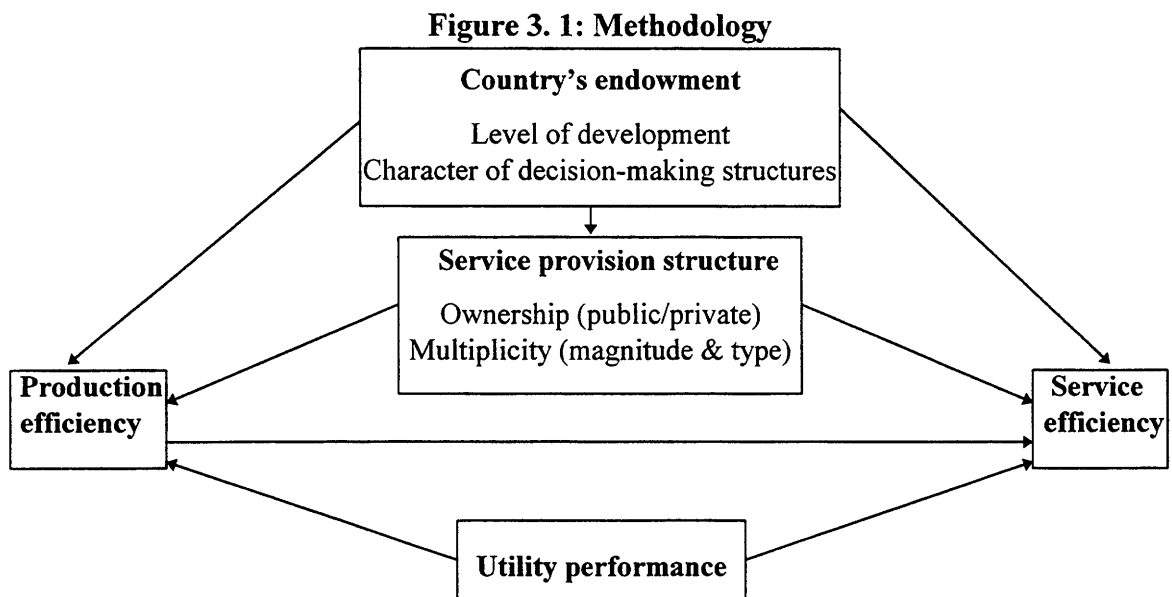 Figure 3. 1: Methodology
Country's endowment
Level of development
Character of decision-making structures
Service provision structure
Ownership (public/private)
Multiplicity (magnitude & type)
Production
efficiency
Service
efficiency
Utility performance